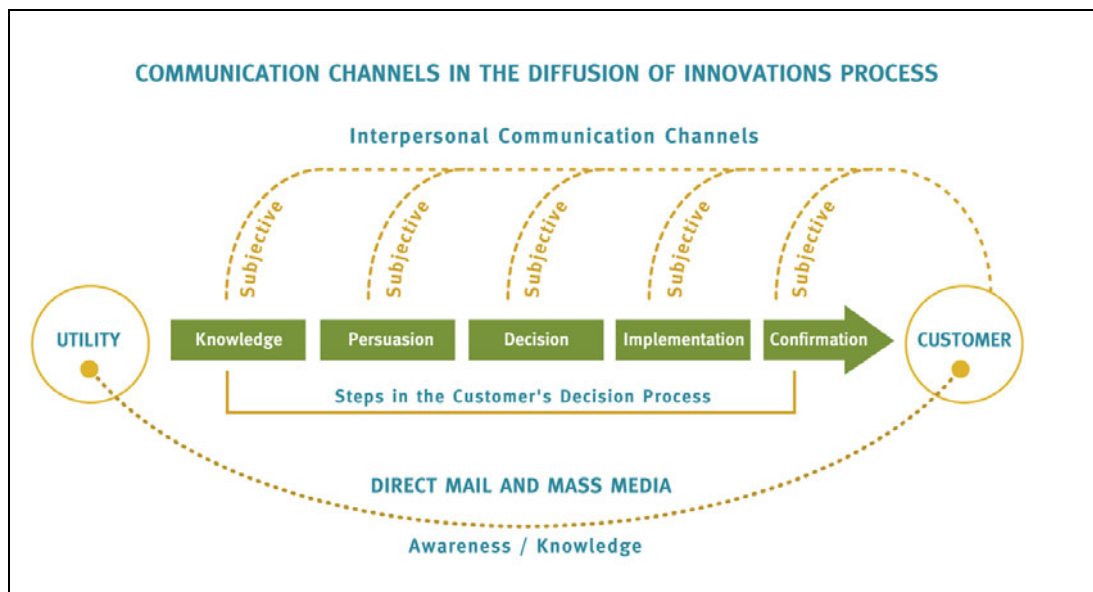 COMMUNICATION CHANNELS IN THE DIFFUSION OF INNOVATIONS PROCESS
Interpersonal Communication Channels
Subjective
Subjective
Subjective
Subjective
Subjective
UTILITY
Knowledge
Persuasion
Decision
Implementation
Confirmation
CUSTOMER
Steps in the Customer's Decision Process
DIRECT MAIL AND MASS MEDIA
Awareness / Knowledge